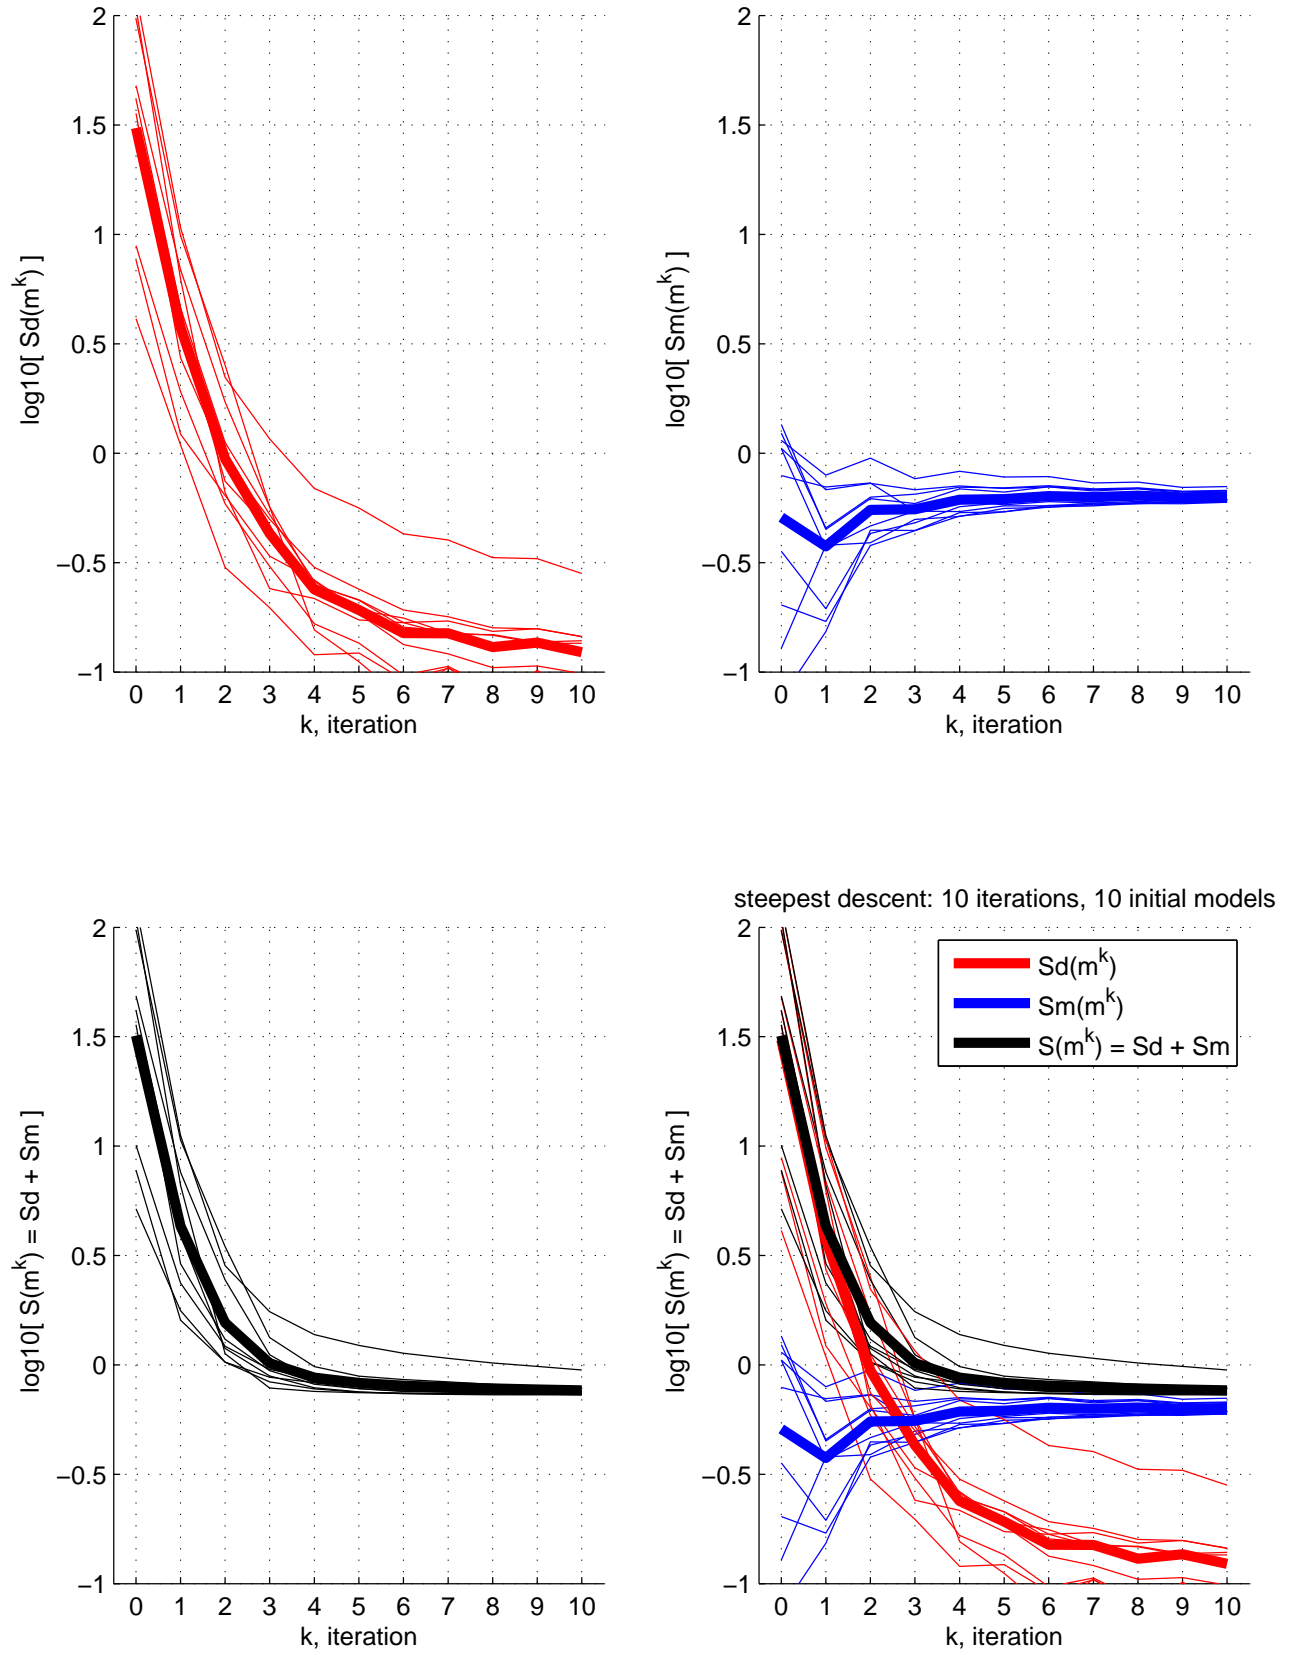 2
1.5
1
0.5
0
−0.5
−1
0 1 2 3 4 5 6 7 8 9 10
k, iteration
log10[ Sd(m^k) ]
2
1.5
1
0.5
0
−0.5
−1
0 1 2 3 4 5 6 7 8 9 10
k, iteration
log10[ Sm(m^k) ]
2
1.5
1
0.5
0
−0.5
−1
0 1 2 3 4 5 6 7 8 9 10
k, iteration
log10[ S(m^k) = Sd + Sm ]
steepest descent: 10 iterations, 10 initial models
2
1.5
1
0.5
0
−0.5
−1
0 1 2 3 4 5 6 7 8 9 10
k, iteration
log10[ S(m^k) = Sd + Sm ]
Sd(m^k)
Sm(m^k)
S(m^k) = Sd + Sm